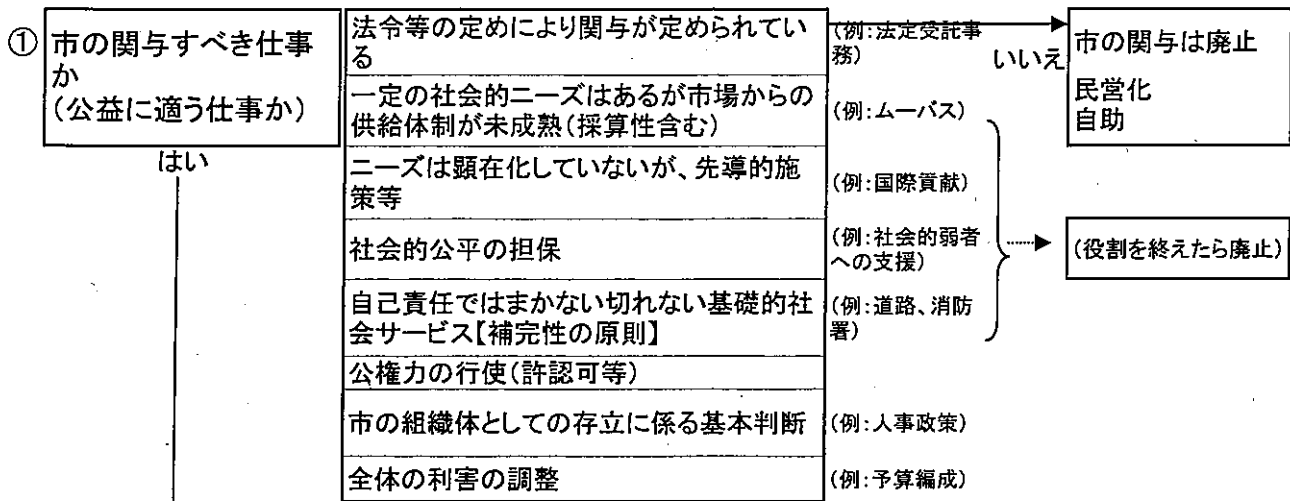 ① 市の関与すべき仕事
か
(公益に適う仕事か)
はい
法令等の定めにより関与が定められてい
る
(例:法定受託事
務)
いいえ
市の関与は廃止
民営化
自助
一定の社会的ニーズはあるが市場からの
供給体制が未成熟(採算性含む)
(例:ムーバス)
ニーズは顕在化していないが、先導的施
策等
(例:国際貢献)
社会的公平の担保
(例:社会的弱者
への支援)
(役割を終えたら廃止)
自己責任ではまかない切れない基礎的社
会サービス【補完性の原則】
(例:道路、消防
署)
公権力の行使(許認可等)
市の組織体としての存立に係る基本判断
(例:人事政策)
全体の利害の調整
(例:予算編成)